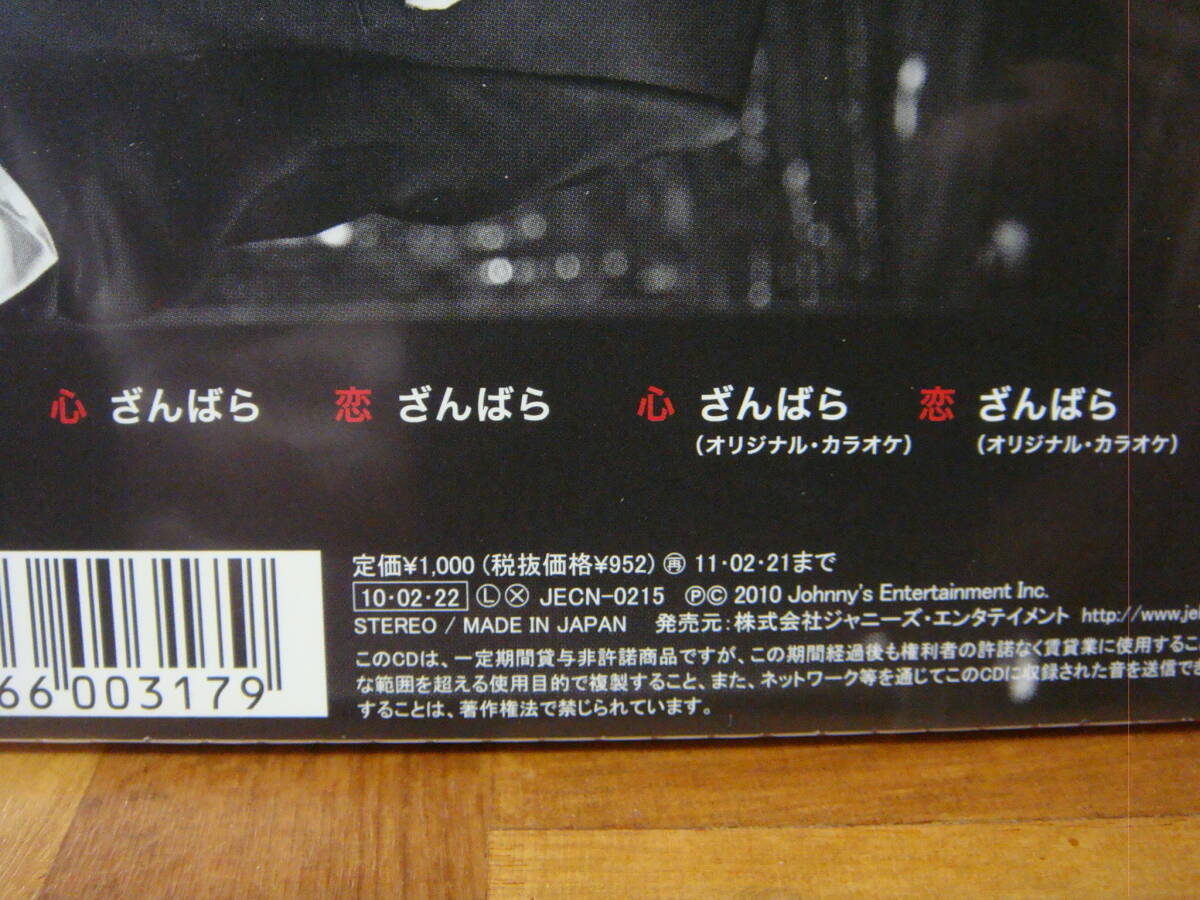 心 ざんばら 恋 ざんばら 心 ざんばら 恋 ざんばら
(オリジナル・カラオケ) (オリジナル・カラオケ)
定価¥1,000 (税抜価格¥952) ㊢ 11・02・21まで
10・02・22 Ⓛ Ⓧ JECN-0215 ℗© 2010 Johnny's Entertainment Inc.
STEREO / MADE IN JAPAN 発売元:株式会社ジャニーズ・エンタテイメント http://www.je
このCDは、一定期間貸与非許諾商品ですが、この期間経過後も権利者の許諾なく賃貸業に使用するこ
な範囲を超える使用目的で複製すること、また、ネットワーク等を通じてこのCDに収録された音を送信で
することは、著作権法で禁じられています。
66 003179